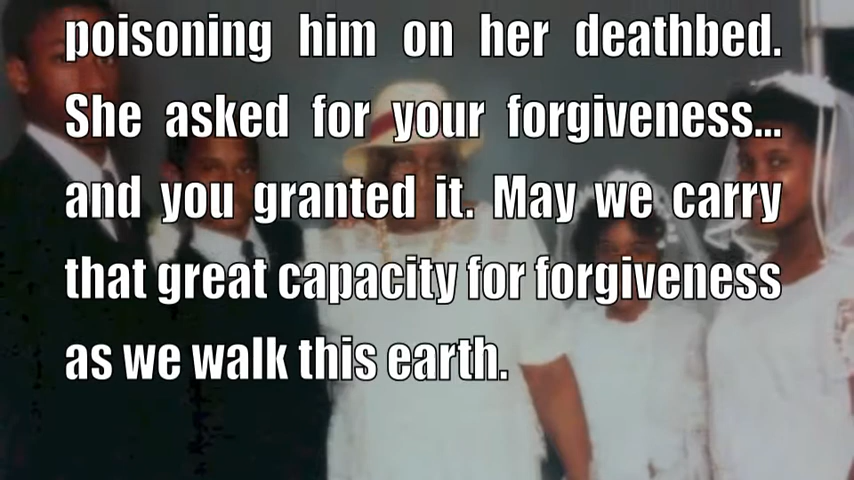 poisoning him on her deathbed.
She asked for your forgiveness...
and you granted it. May we carry
that great capacity for forgiveness
as we walk this earth.